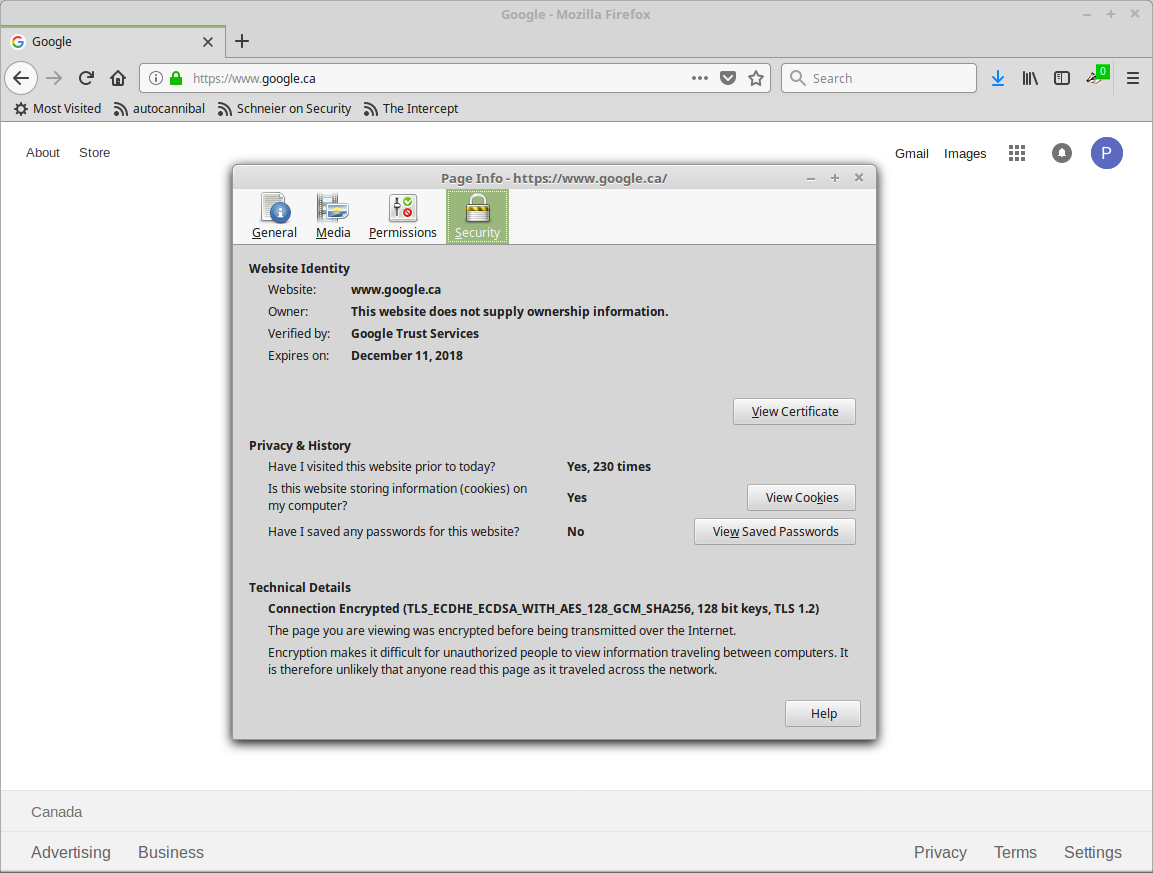 Google - Mozilla Firefox
Google
https://www.google.ca
Search
0
Most Visited
autocannibal
Schneier on Security
The Intercept
About
Store
Gmail
Images
P
Page Info - https://www.google.ca/
General
Media
Permissions
Security
Website Identity
Website: www.google.ca
Owner: This website does not supply ownership information.
Verified by: Google Trust Services
Expires on: December 11, 2018
View Certificate
Privacy & History
Have I visited this website prior to today? Yes, 230 times
Is this website storing information (cookies) on
my computer?
Yes
View Cookies
Have I saved any passwords for this website? No
View Saved Passwords
Technical Details
Connection Encrypted (TLS_ECDHE_ECDSA_WITH_AES_128_GCM_SHA256, 128 bit keys, TLS 1.2)
The page you are viewing was encrypted before being transmitted over the Internet.
Encryption makes it difficult for unauthorized people to view information traveling between computers. It
is therefore unlikely that anyone read this page as it traveled across the network.
Help
Canada
Advertising
Business
Privacy
Terms
Settings